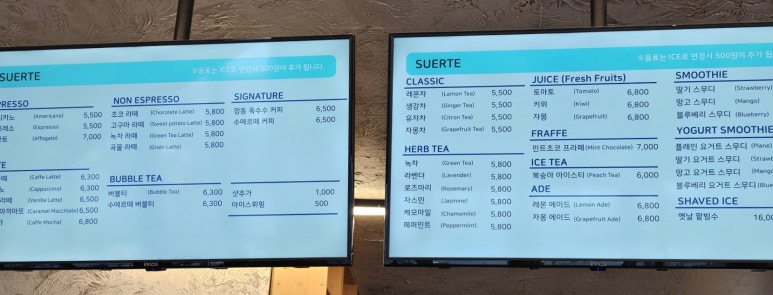 SUERTE
※음료는 ICE로 변경시 500원이 추가 됩니다.
PRESSO
(Americano) 5,500
(Espresso) 5,500
(Affogato) 7,000
(Caffe Latte) 6,300
(Cappuccino) 6,300
라떼 (Vanilla Latte) 6,500
(Caramel Macchiato) 6,500
카 (Caffe Mocha) 6,800
NON ESPRESSO
초코 라떼 (Chocolate Latte) 5,800
고구마 라떼 (Sweet potato Latte) 5,800
녹차 라떼 (Green Tea Latte) 5,800
곡물 라떼 (Grain Latte) 5,800
BUBBLE TEA
버블티 (Bubble Tea) 6,300
수메르떼 버블티 6,300
SIGNATURE
정동 옥수수 커피 6,500
수메르떼 커피 6,500
샷추가 1,000
아이스휘핑 500
SUERTE
※음료는 ICE로 변경시 500원이 추가 됩
CLASSIC
레몬차 (Lemon Tea) 5,500
생강차 (Ginger Tea) 5,500
유자차 (Citron Tea) 5,500
자몽차 (Grapefruit Tea) 5,500
HERB TEA
녹차 (Green Tea) 5,800
라벤더 (Lavender) 5,800
로즈마리 (Rosemary) 5,800
자스민 (Jasmine) 5,800
케모마일 (Chamomile) 5,800
페퍼민트 (Peppermint) 5,800
JUICE (Fresh Fruits)
토마토 (Tomato) 6,800
키위 (Kiwi) 6,800
자몽 (Grapefruit) 6,800
FRAFFE
민트초코 프라페 (Mint Chocolate) 7,000
ICE TEA
복숭아 아이스티 (Peach Tea) 6,000
ADE
레몬 에이드 (Lemon Ade) 6,800
자몽 에이드 (Grapefruit Ade) 6,800
SMOOTHIE
딸기 스무디 (Strawberry)
망고 스무디 (Mango)
블루베리 스무디 (Blueberry)
YOGURT SMOOTHIE
플레인 요거트 스무디 (Plane)
딸기 요거트 스무디 (Strawberry)
망고 요거트 스무디 (Mango)
블루베리 요거트 스무디 (Blueberry)
SHAVED ICE
옛날 팥빙수 16,00